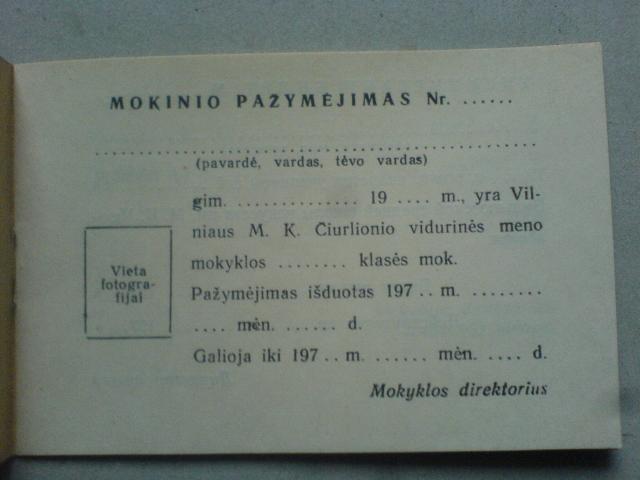 MOKINIO PAŽYMĖJIMAS Nr. ......
........................................................
(pavardė, vardas, tėvo vardas)
gim. .............. 19 .... m., yra Vil-
niaus M. K. Čiurlionio vidurinės meno
mokyklos ........ klasės mok.
Vieta
fotogra-
fijai
Pažymėjimas išduotas 197 .. m. ........
.... mėn. ...... d.
Galioja iki 197 .. m. ...... mėn. .... d.
Mokyklos direktorius